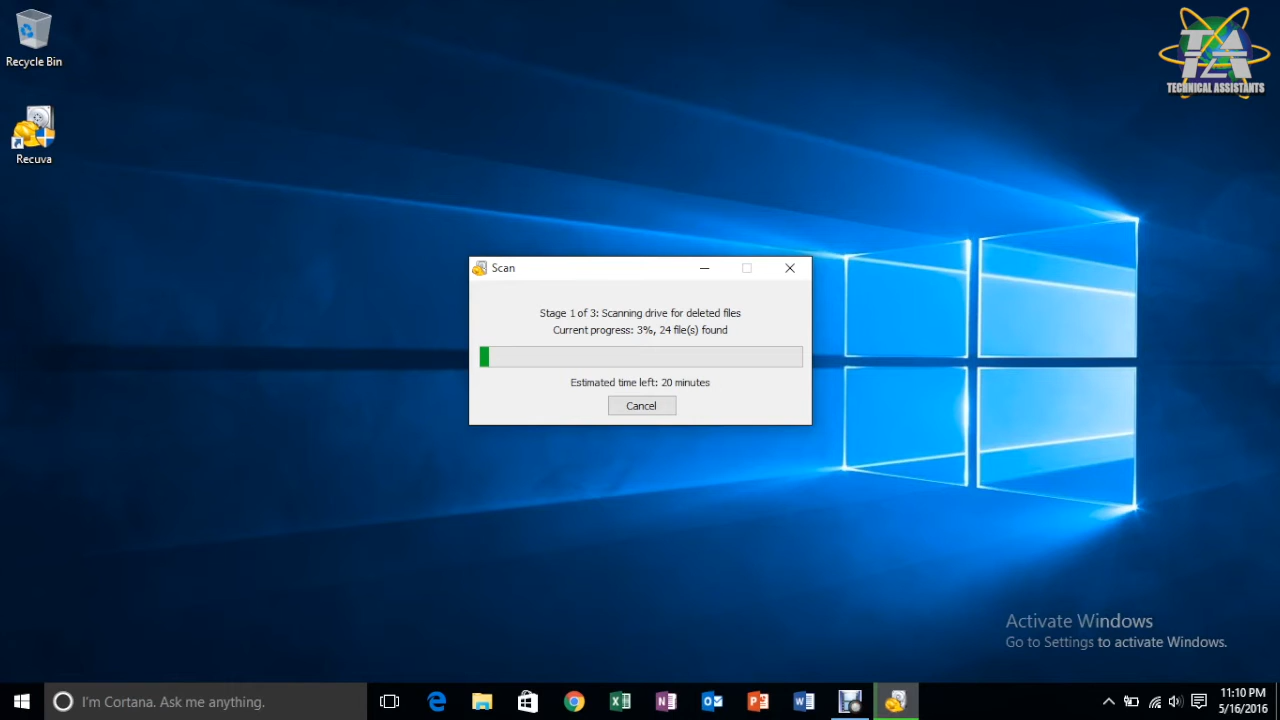 Recycle Bin
Recuva
TA
TECHNICAL ASSISTANTS
Scan
Stage 1 of 3: Scanning drive for deleted files
Current progress: 3%, 24 file(s) found
Estimated time left: 20 minutes
Cancel
Activate Windows
Go to Settings to activate Windows.
I'm Cortana. Ask me anything.
11:10 PM
5/16/2016